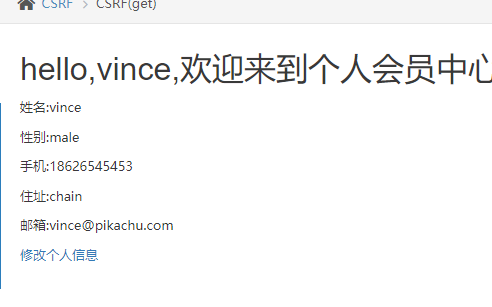 CSRF > CSRF(get)
hello,vince,欢迎来到个人会员中心
姓名:vince
性别:male
手机:18626545453
住址:chain
邮箱:vince@pikachu.com
修改个人信息